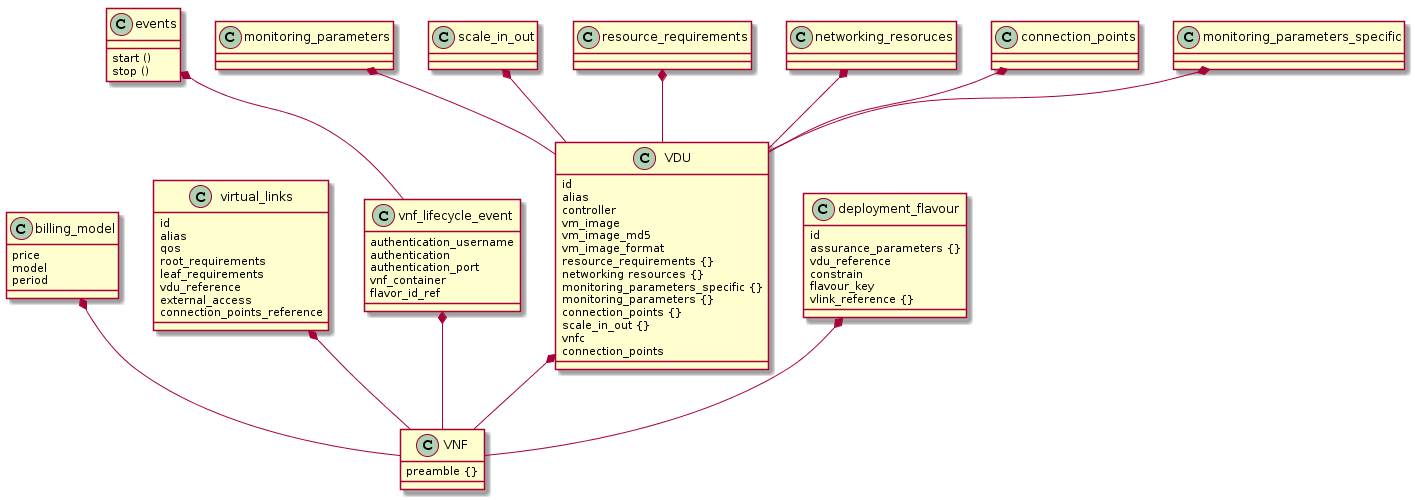 C events
start ()
stop ()
C monitoring_parameters
C scale_in_out
C resource_requirements
C networking_resoruces
C connection_points
C monitoring_parameters_specific
C billing_model
price
model
period
C virtual_links
id
alias
qos
root_requirements
leaf_requirements
vdu_reference
external_access
connection_points_reference
C vnf_lifecycle_event
authentication_username
authentication
authentication_port
vnf_container
flavor_id_ref
C VDU
id
alias
controller
vm_image
vm_image_md5
vm_image_format
resource_requirements {}
networking resources {}
monitoring_parameters_specific {}
monitoring_parameters {}
connection_points {}
scale_in_out {}
vnfc
connection_points
C deployment_flavour
id
assurance_parameters {}
vdu_reference
constrain
flavour_key
vlink_reference {}
C VNF
preamble {}